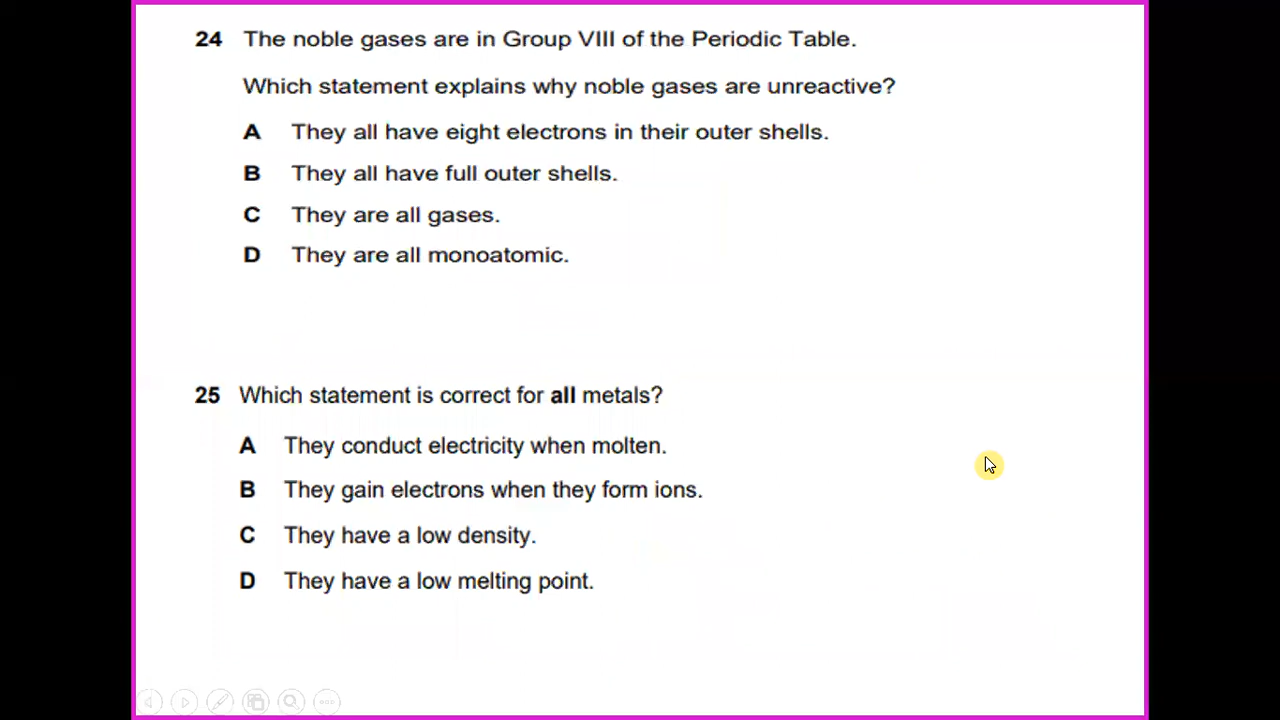 24 The noble gases are in Group VIII of the Periodic Table.
Which statement explains why noble gases are unreactive?
A They all have eight electrons in their outer shells.
B They all have full outer shells.
C They are all gases.
D They are all monoatomic.
25 Which statement is correct for all metals?
A They conduct electricity when molten.
B They gain electrons when they form ions.
C They have a low density.
D They have a low melting point.